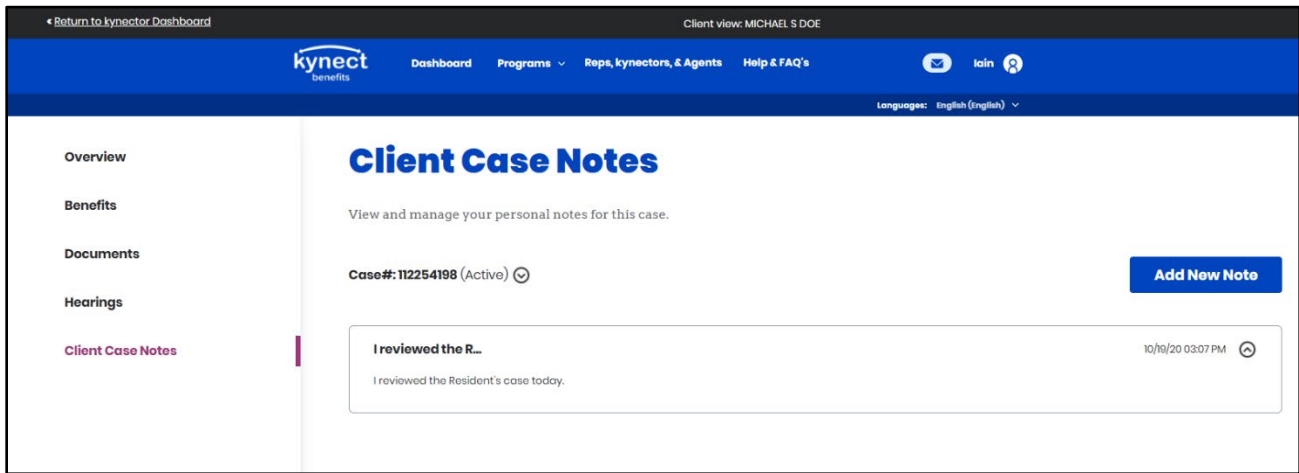 Return to kynector Dashboard
Client view: MICHAEL S DOE
kynect
benefits
Dashboard Programs Reps, kynectors, & Agents Help & FAQ's Iain
Languages: English (English)
Overview
Benefits
Documents
Hearings
Client Case Notes
Client Case Notes
View and manage your personal notes for this case.
Case#: 112254198 (Active)
Add New Note
I reviewed the R...
10/19/20 03:07 PM
I reviewed the Resident's case today.